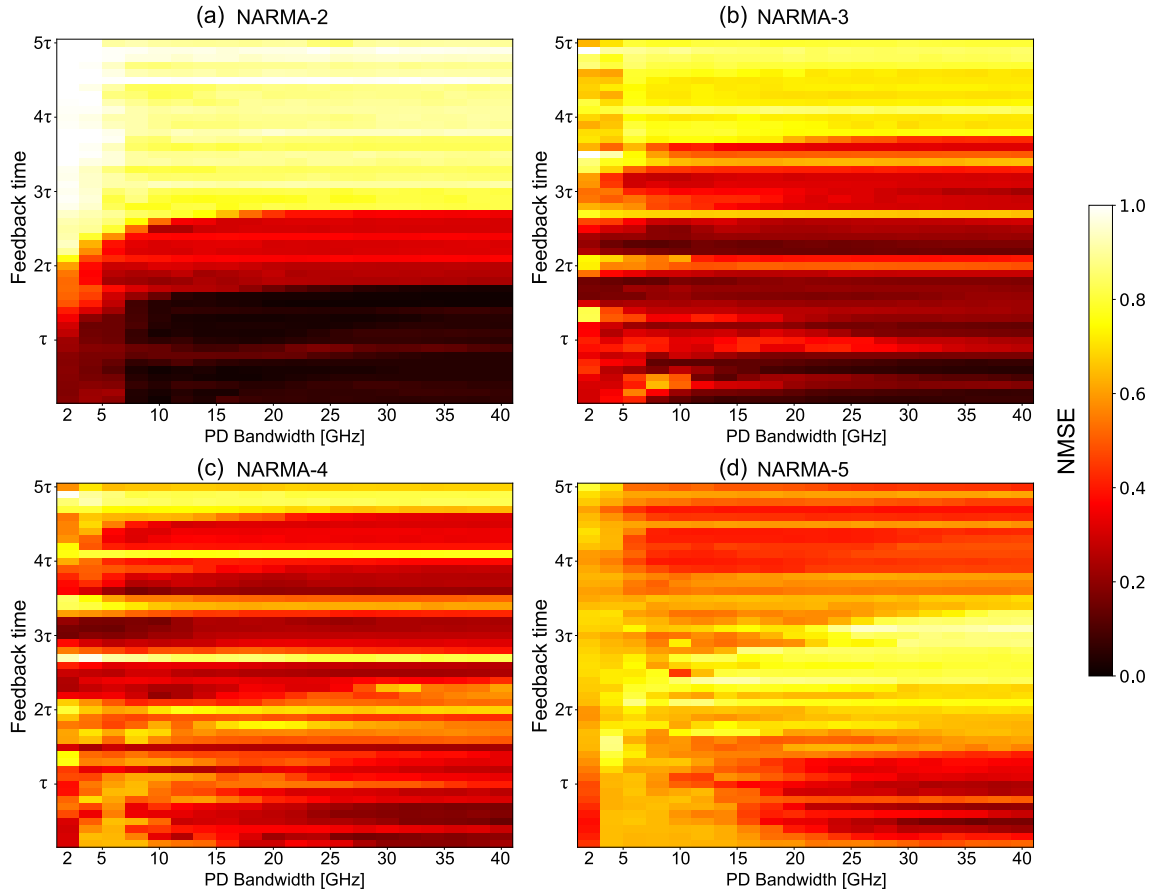 (a) NARMA-2
5τ
4τ
3τ
2τ
τ
Feedback time
2 5 10 15 20 25 30 35 40
PD Bandwidth [GHz]
(b) NARMA-3
5τ
4τ
3τ
2τ
τ
Feedback time
2 5 10 15 20 25 30 35 40
PD Bandwidth [GHz]
(c) NARMA-4
5τ
4τ
3τ
2τ
τ
Feedback time
2 5 10 15 20 25 30 35 40
PD Bandwidth [GHz]
(d) NARMA-5
5τ
4τ
3τ
2τ
τ
Feedback time
2 5 10 15 20 25 30 35 40
PD Bandwidth [GHz]
NMSE
1.0
0.8
0.6
0.4
0.2
0.0